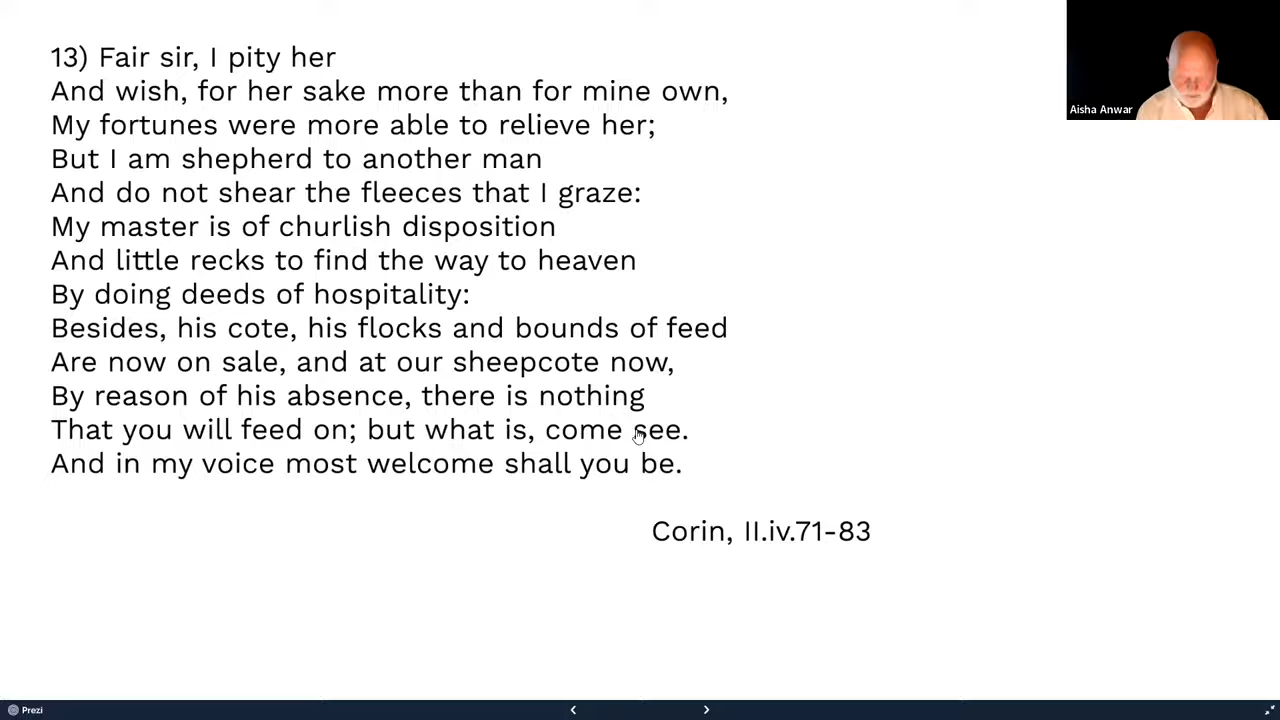 13) Fair sir, I pity her
And wish, for her sake more than for mine own,
My fortunes were more able to relieve her;
But I am shepherd to another man
And do not shear the fleeces that I graze:
My master is of churlish disposition
And little recks to find the way to heaven
By doing deeds of hospitality:
Besides, his cote, his flocks and bounds of feed
Are now on sale, and at our sheepcote now,
By reason of his absence, there is nothing
That you will feed on; but what is, come see.
And in my voice most welcome shall you be.
Corin, II.iv.71-83
Aisha Anwar
Prezi